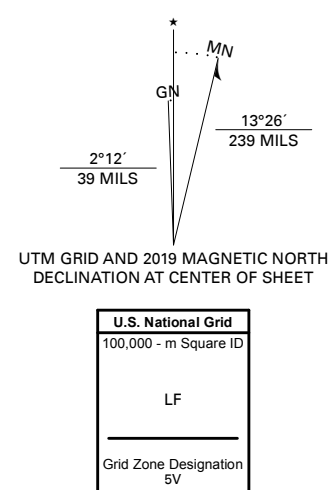 ★
MN
GN
13°26´
239 MILS
2°12´
39 MILS
UTM GRID AND 2019 MAGNETIC NORTH
DECLINATION AT CENTER OF SHEET
U.S. National Grid
100,000 - m Square ID
LF
Grid Zone Designation
5V